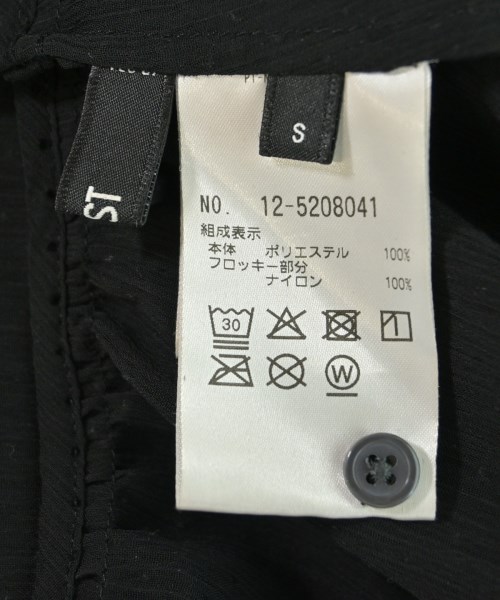 ST
S
NO. 12-5208041
組成表示
本体 ポリエステル 100%
フロッキー部分
ナイロン 100%
30
W